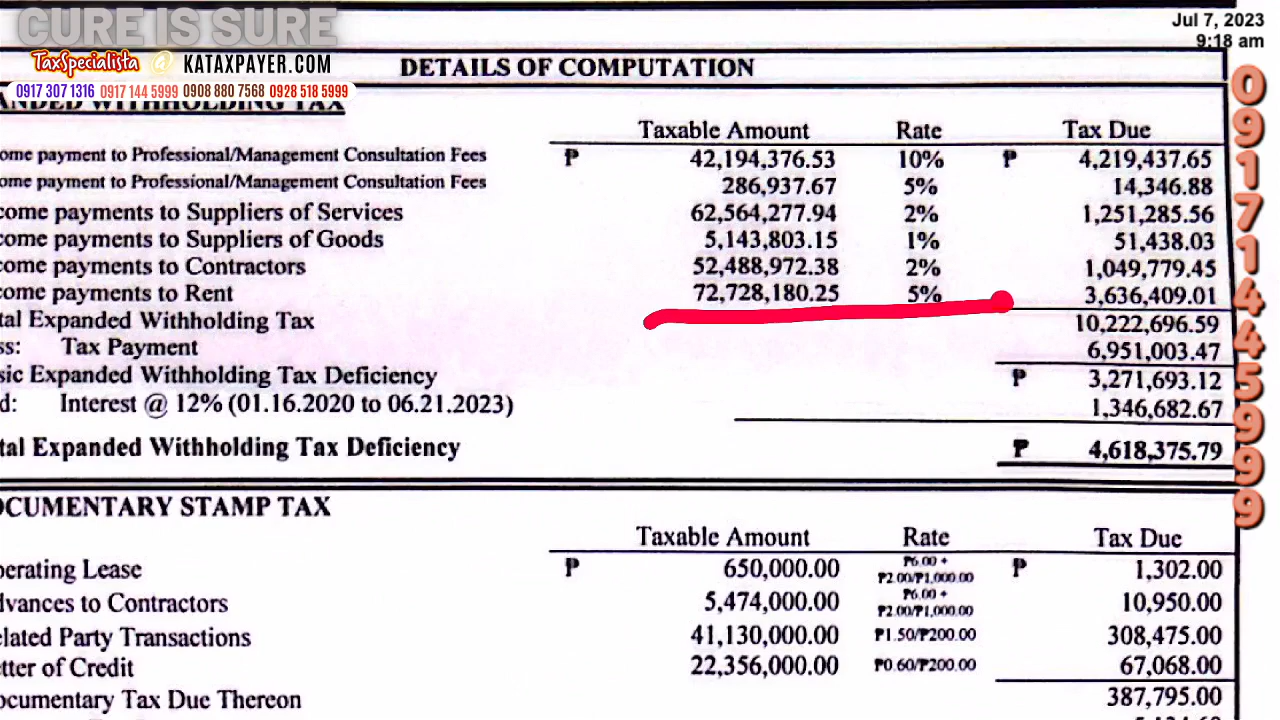 CURE IS SURE
TaxSpecialista @ KATAXPAYER.COM
0917 307 1316 0917 144 5999 0908 880 7568 0928 518 5999
Jul 7, 2023
9:18 am
09171445999
DETAILS OF COMPUTATION
ANDED WITHHOLDING TAX
Taxable Amount Rate Tax Due
ome payment to Professional/Management Consultation Fees ₱ 42,194,376.53 10% ₱ 4,219,437.65
ome payment to Professional/Management Consultation Fees 286,937.67 5% 14,346.88
come payments to Suppliers of Services 62,564,277.94 2% 1,251,285.56
come payments to Suppliers of Goods 5,143,803.15 1% 51,438.03
come payments to Contractors 52,488,972.38 2% 1,049,779.45
come payments to Rent 72,728,180.25 5% 3,636,409.01
tal Expanded Withholding Tax 10,222,696.59
ss: Tax Payment 6,951,003.47
sic Expanded Withholding Tax Deficiency ₱ 3,271,693.12
d: Interest @ 12% (01.16.2020 to 06.21.2023) 1,346,682.67
tal Expanded Withholding Tax Deficiency ₱ 4,618,375.79
OCUMENTARY STAMP TAX
Taxable Amount Rate Tax Due
perating Lease ₱ 650,000.00 ₱6.00 + ₱2.00/₱1,000.00 ₱ 1,302.00
dvances to Contractors 5,474,000.00 ₱6.00 + ₱2.00/₱1,000.00 10,950.00
elated Party Transactions 41,130,000.00 ₱1.50/₱200.00 308,475.00
etter of Credit 22,356,000.00 ₱0.60/₱200.00 67,068.00
ocumentary Tax Due Thereon 387,795.00